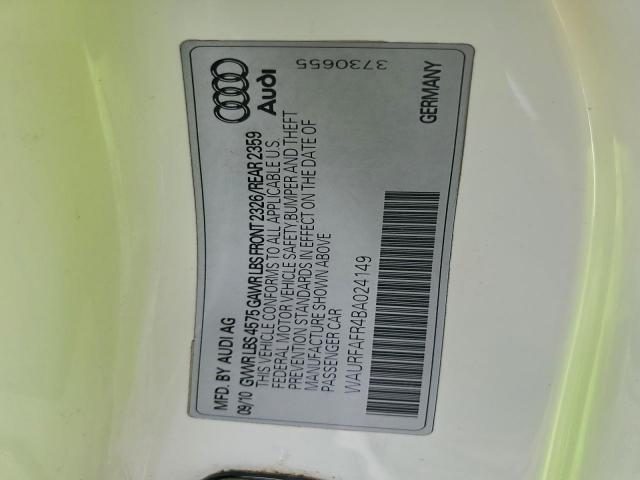 Audi
3730655
MFD. BY AUDI AG
GERMANY
09/10 GVWR LBS 4575 GAWR LBS FRONT 2326/REAR 2359
THIS VEHICLE CONFORMS TO ALL APPLICABLE U.S.
FEDERAL MOTOR VEHICLE SAFETY, BUMPER AND THEFT
PREVENTION STANDARDS IN EFFECT ON THE DATE OF
MANUFACTURE SHOWN ABOVE
PASSENGER CAR
WAURFAFR4BA024149